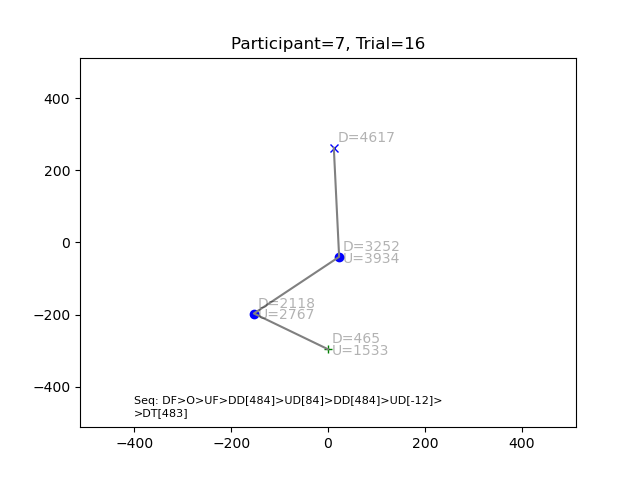 Participant=7, Trial=16
400
200
0
−200
−400
D=4617
D=3252
U=3934
D=2118
U=2767
D=465
U=1533
Seq: DF>O>UF>DD[484]>UD[84]>DD[484]>UD[-12]>
>DT[483]
−400
−200
0
200
400